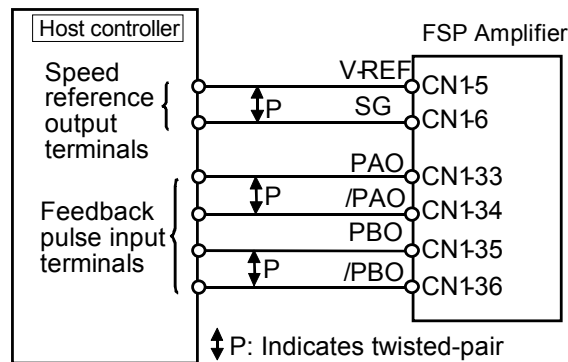 Host controller
FSP Amplifier
Speed
reference
output
terminals
V-REF
CN1-5
P
SG
CN1-6
Feedback
pulse input
terminals
PAO
CN1-33
P
/PAO
CN1-34
PBO
CN1-35
P
/PBO
CN1-36
P: Indicates twisted-pair